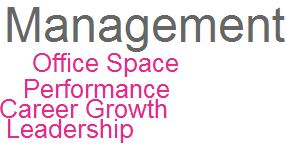 Management
Office Space
Performance
Career Growth
Leadership